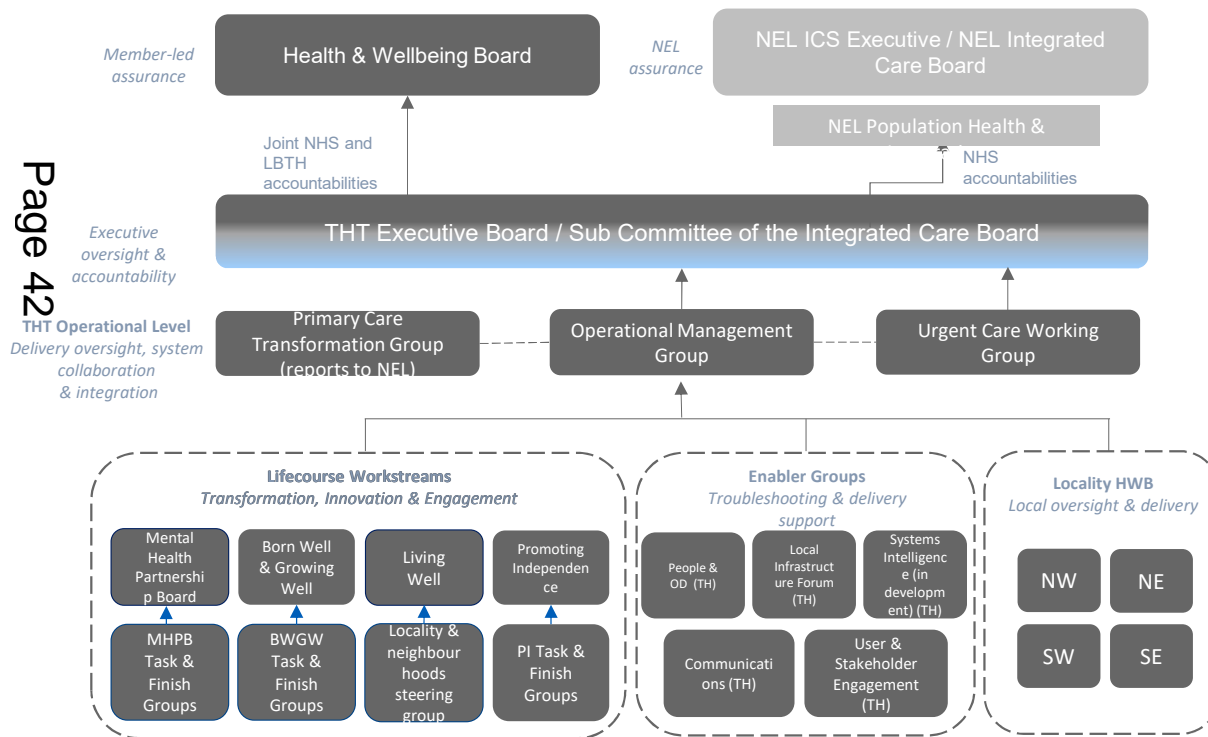 Member-led
assurance
Health & Wellbeing Board
NEL
assurance
NEL ICS Executive / NEL Integrated
Care Board
NEL Population Health &
Joint NHS and
LBTH
accountabilities
NHS
accountabilities
Page 42
Executive
oversight &
accountability
THT Executive Board / Sub Committee of the Integrated Care Board
THT Operational Level
Delivery oversight, system
collaboration
& integration
Primary Care
Transformation Group
(reports to NEL)
Operational Management
Group
Urgent Care Working
Group
Lifecourse Workstreams
Transformation, Innovation & Engagement
Mental
Health
Partnershi
p Board
Born Well
& Growing
Well
Living
Well
Promoting
Independen
ce
MHPB
Task &
Finish
Groups
BWGW
Task &
Finish
Groups
Locality &
neighbour
hoods
steering
group
PI Task &
Finish
Groups
Enabler Groups
Troubleshooting & delivery
support
People &
OD (TH)
Local
Infrastruct
ure Forum
(TH)
Systems
Intelligenc
e (in
developm
ent) (TH)
Communicati
ons (TH)
User &
Stakeholder
Engagement
(TH)
Locality HWB
Local oversight & delivery
NW
NE
SW
SE